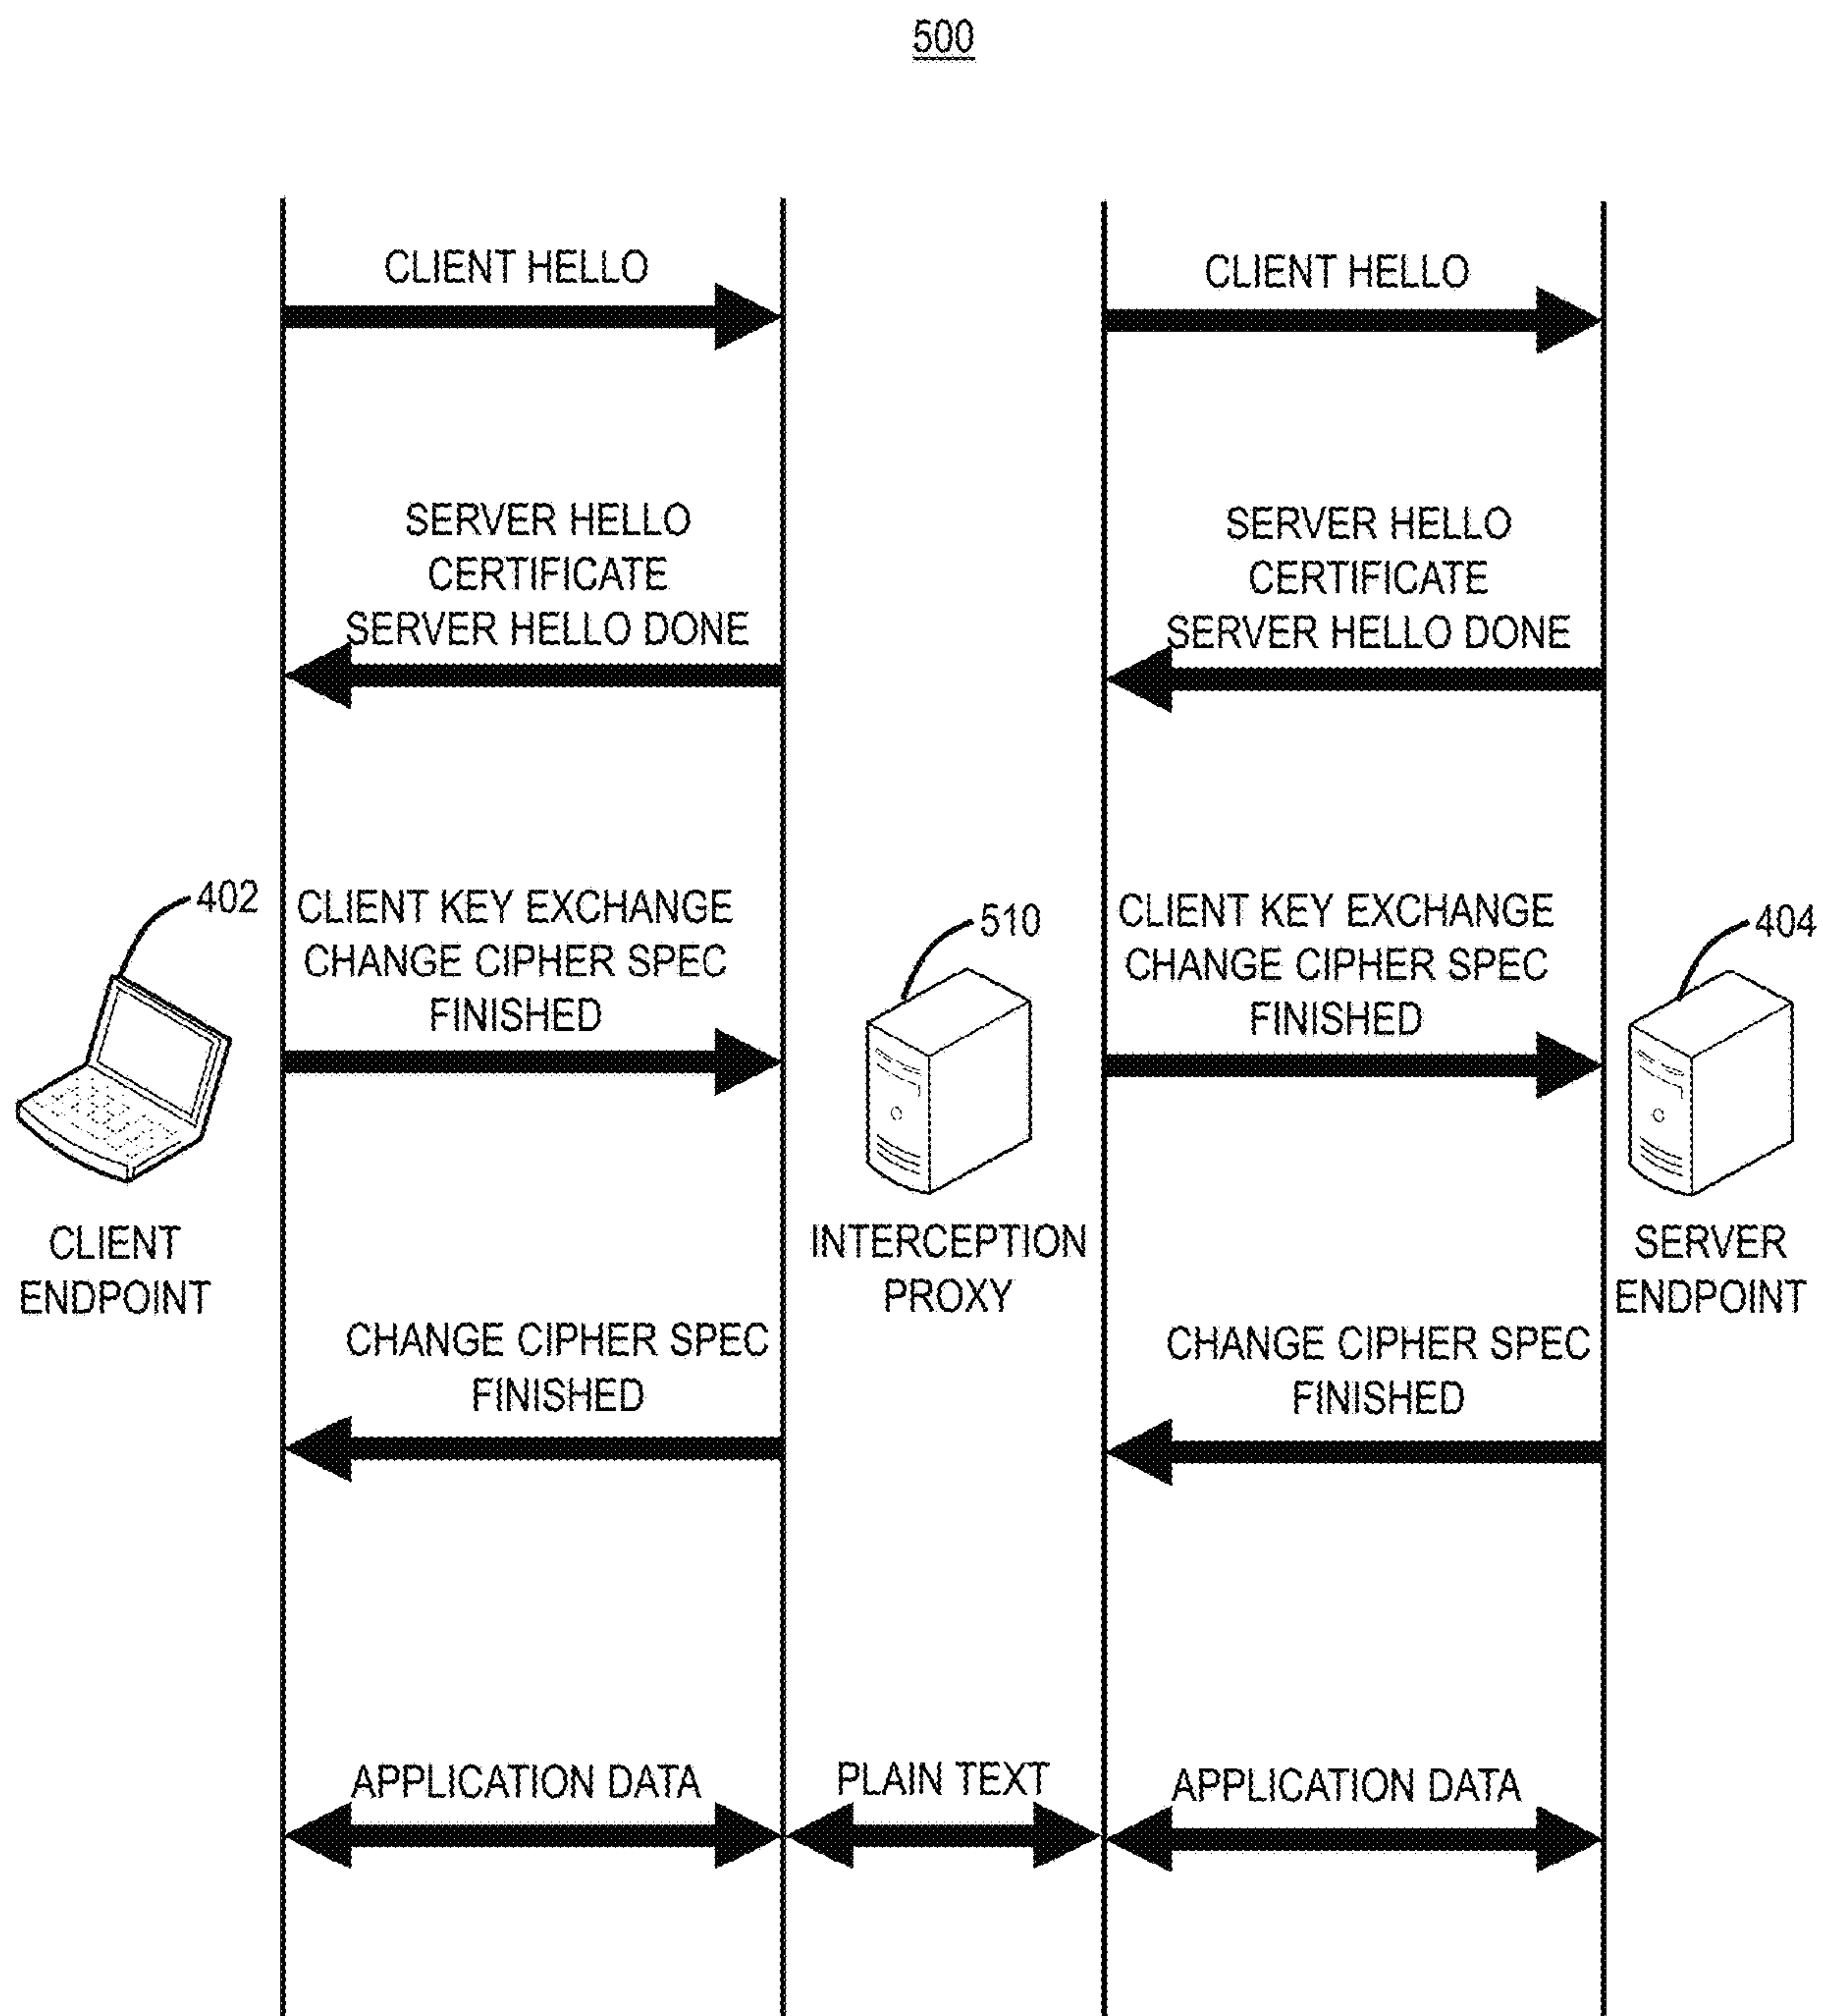 500
CLIENT HELLO
CLIENT HELLO
SERVER HELLO
CERTIFICATE
SERVER HELLO DONE
SERVER HELLO
CERTIFICATE
SERVER HELLO DONE
402
CLIENT KEY EXCHANGE
CHANGE CIPHER SPEC
FINISHED
510
CLIENT KEY EXCHANGE
CHANGE CIPHER SPEC
FINISHED
404
CLIENT
ENDPOINT
INTERCEPTION
PROXY
SERVER
ENDPOINT
CHANGE CIPHER SPEC
FINISHED
CHANGE CIPHER SPEC
FINISHED
APPLICATION DATA
PLAIN TEXT
APPLICATION DATA